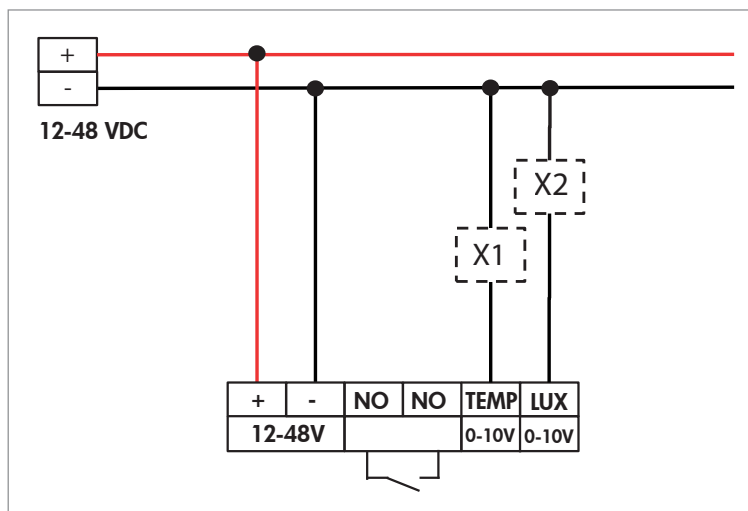 +
-
12-48 VDC
X2
X1
+ - NO NO TEMP LUX
12-48V 0-10V 0-10V